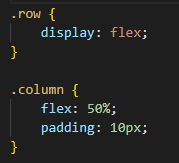 .row {
    display: flex;
}

.column {
    flex: 50%;
    padding: 10px;
}